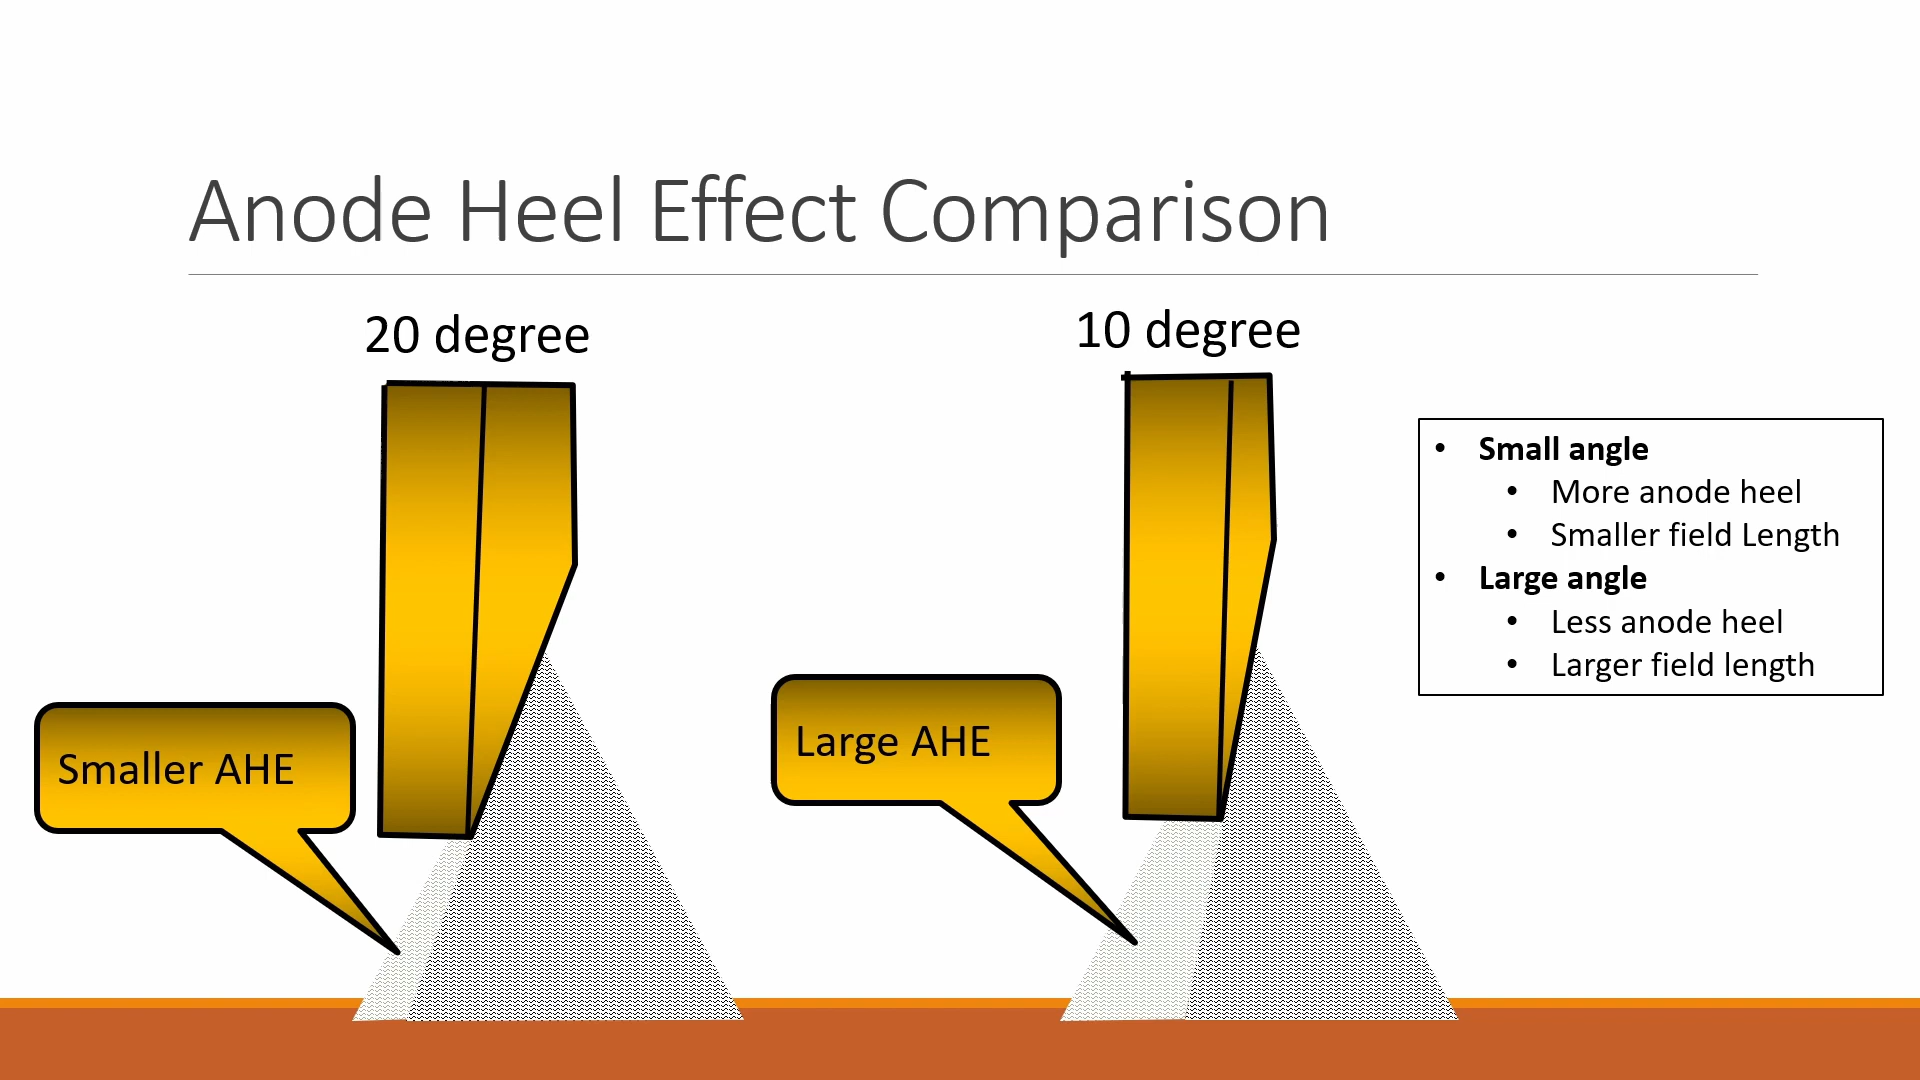 Anode Heel Effect Comparison
20 degree
10 degree
Smaller AHE
Large AHE
• Small angle
• More anode heel
• Smaller field Length
• Large angle
• Less anode heel
• Larger field length